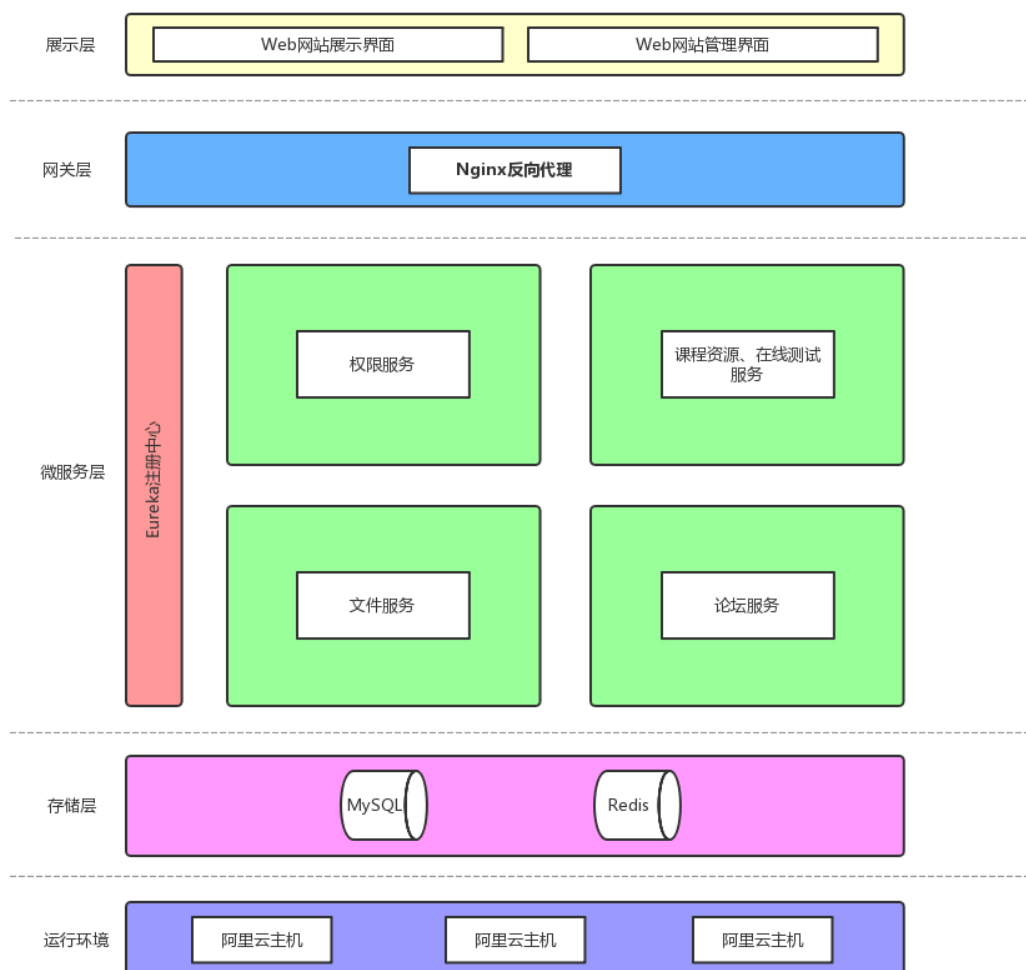 展示层
Web网站展示界面
Web网站管理界面
网关层
Nginx反向代理
微服务层
Eureka注册中心
权限服务
课程资源、在线测试
服务
文件服务
论坛服务
存储层
MySQL
Redis
运行环境
阿里云主机
阿里云主机
阿里云主机